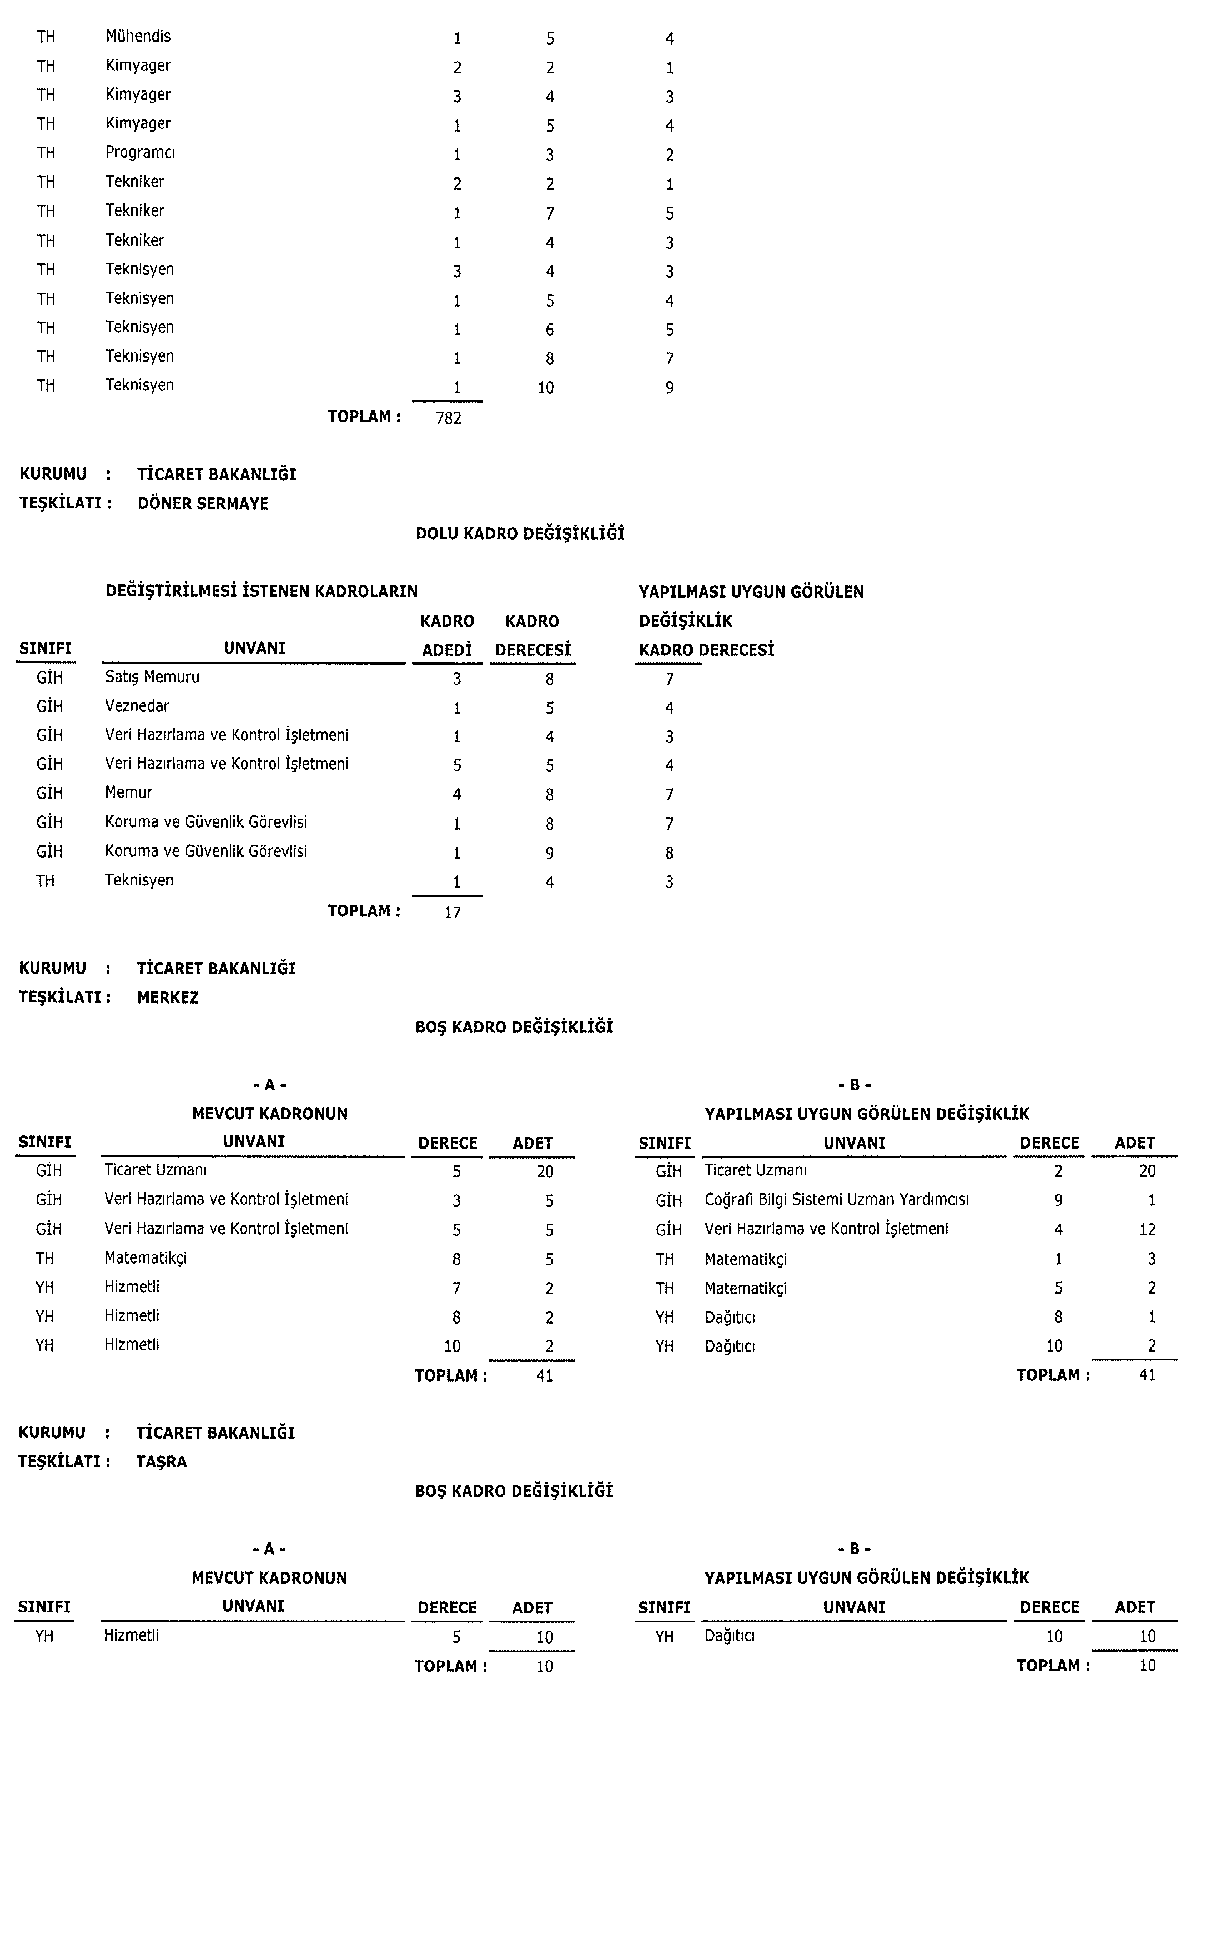 TH Mühendis 1 5 4
TH Kimyager 2 2 1
TH Kimyager 3 4 3
TH Kimyager 1 5 4
TH Programcı 1 3 2
TH Tekniker 2 2 1
TH Tekniker 1 7 5
TH Tekniker 1 4 3
TH Teknisyen 3 4 3
TH Teknisyen 1 5 4
TH Teknisyen 1 6 5
TH Teknisyen 1 8 7
TH Teknisyen 1 10 9
TOPLAM : 782
KURUMU : TİCARET BAKANLIĞI
TEŞKİLATI : DÖNER SERMAYE
DOLU KADRO DEĞİŞİKLİĞİ
DEĞİŞTİRİLMESİ İSTENEN KADROLARIN YAPILMASI UYGUN GÖRÜLEN
KADRO KADRO DEĞİŞİKLİK
SINIFI UNVANI ADEDİ DERECESİ KADRO DERECESİ
GİH Satış Memuru 3 8 7
GİH Veznedar 1 5 4
GİH Veri Hazırlama ve Kontrol İşletmeni 1 4 3
GİH Veri Hazırlama ve Kontrol İşletmeni 5 5 4
GİH Memur 4 8 7
GİH Koruma ve Güvenlik Görevlisi 1 8 7
GİH Koruma ve Güvenlik Görevlisi 1 9 8
TH Teknisyen 1 4 3
TOPLAM : 17
KURUMU : TİCARET BAKANLIĞI
TEŞKİLATI : MERKEZ
BOŞ KADRO DEĞİŞİKLİĞİ
- A - - B -
MEVCUT KADRONUN YAPILMASI UYGUN GÖRÜLEN DEĞİŞİKLİK
SINIFI UNVANI DERECE ADET SINIFI UNVANI DERECE ADET
GİH Ticaret Uzmanı 5 20 GİH Ticaret Uzmanı 2 20
GİH Veri Hazırlama ve Kontrol İşletmeni 3 5 GİH Coğrafi Bilgi Sistemi Uzman Yardımcısı 9 1
GİH Veri Hazırlama ve Kontrol İşletmeni 5 5 GİH Veri Hazırlama ve Kontrol İşletmeni 4 12
TH Matematikçi 8 5 TH Matematikçi 1 3
YH Hizmetli 7 2 TH Matematikçi 5 2
YH Hizmetli 8 2 YH Dağıtıcı 8 1
YH Hizmetli 10 2 YH Dağıtıcı 10 2
TOPLAM : 41 TOPLAM : 41
KURUMU : TİCARET BAKANLIĞI
TEŞKİLATI : TAŞRA
BOŞ KADRO DEĞİŞİKLİĞİ
- A - - B -
MEVCUT KADRONUN YAPILMASI UYGUN GÖRÜLEN DEĞİŞİKLİK
SINIFI UNVANI DERECE ADET SINIFI UNVANI DERECE ADET
YH Hizmetli 5 10 YH Dağıtıcı 10 10
TOPLAM : 10 TOPLAM : 10